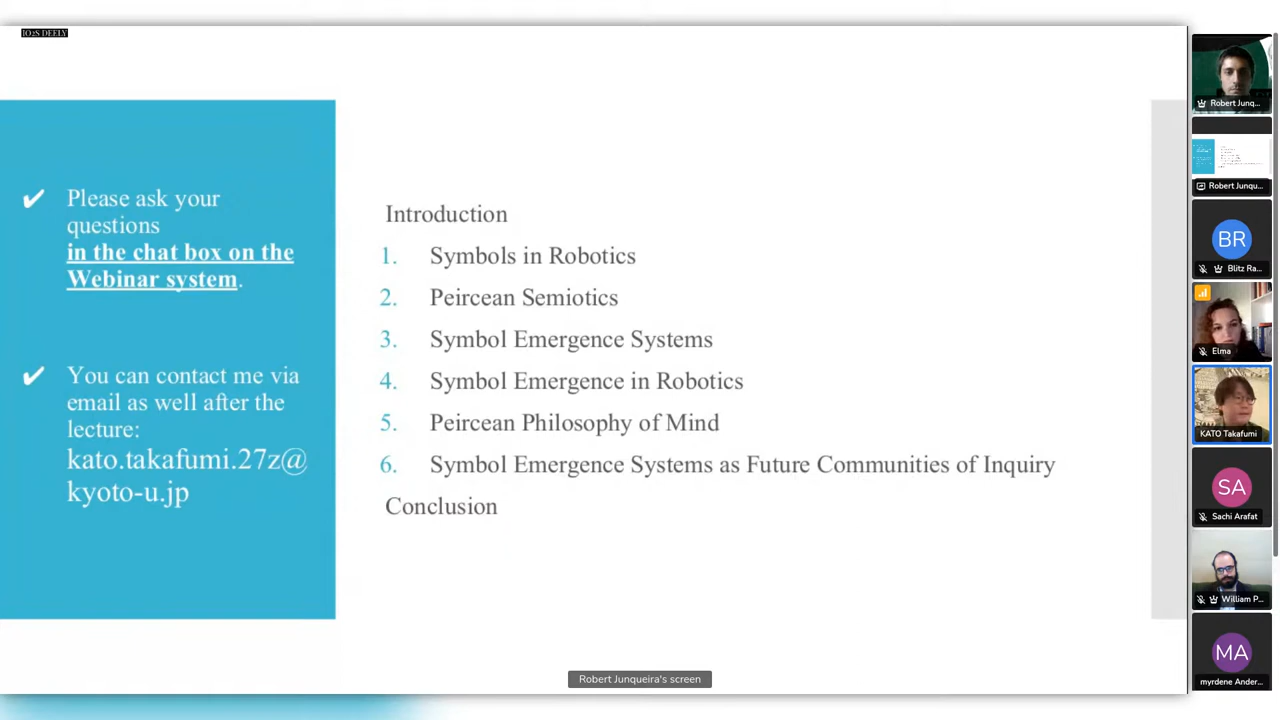 IO2S DEELY
✔ Please ask your
questions
in the chat box on the
Webinar system.
✔ You can contact me via
email as well after the
lecture:
kato.takafumi.27z@
kyoto-u.jp
Introduction
1. Symbols in Robotics
2. Peircean Semiotics
3. Symbol Emergence Systems
4. Symbol Emergence in Robotics
5. Peircean Philosophy of Mind
6. Symbol Emergence Systems as Future Communities of Inquiry
Conclusion
Robert Junqueira's screen
Robert Junq...
Robert Junqu...
BR
Blitz Ra...
Elma
KATO Takafumi
SA
Sachi Arafat
William P...
MA
myrdene Ander...